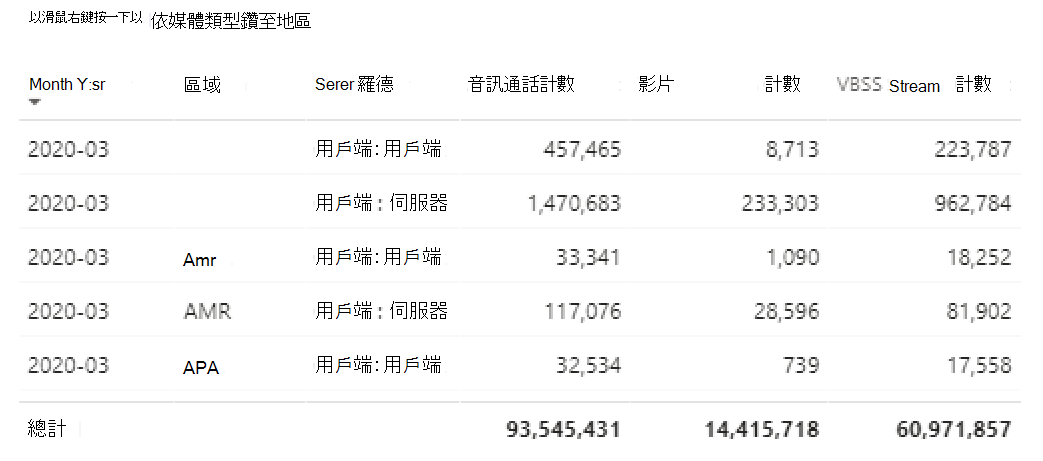 以滑鼠右鍵按一下以 依媒體類型鑽至地區
Month Y:sr 區域 Serer 羅德 音訊通話計數 影片 計數 VBSS Stream 計數
2020-03 用戶端: 用戶端 457,465 8,713 223,787
2020-03 用戶端 : 伺服器 1,470,683 233,303 962,784
2020-03 Amr 用戶端: 用戶端 33,341 1,090 18,252
2020-03 AMR 用戶端 : 伺服器 117,076 28,596 81,902
2020-03 APA 用戶端: 用戶端 32,534 739 17,558
總計 93,545,431 14,415,718 60,971,857